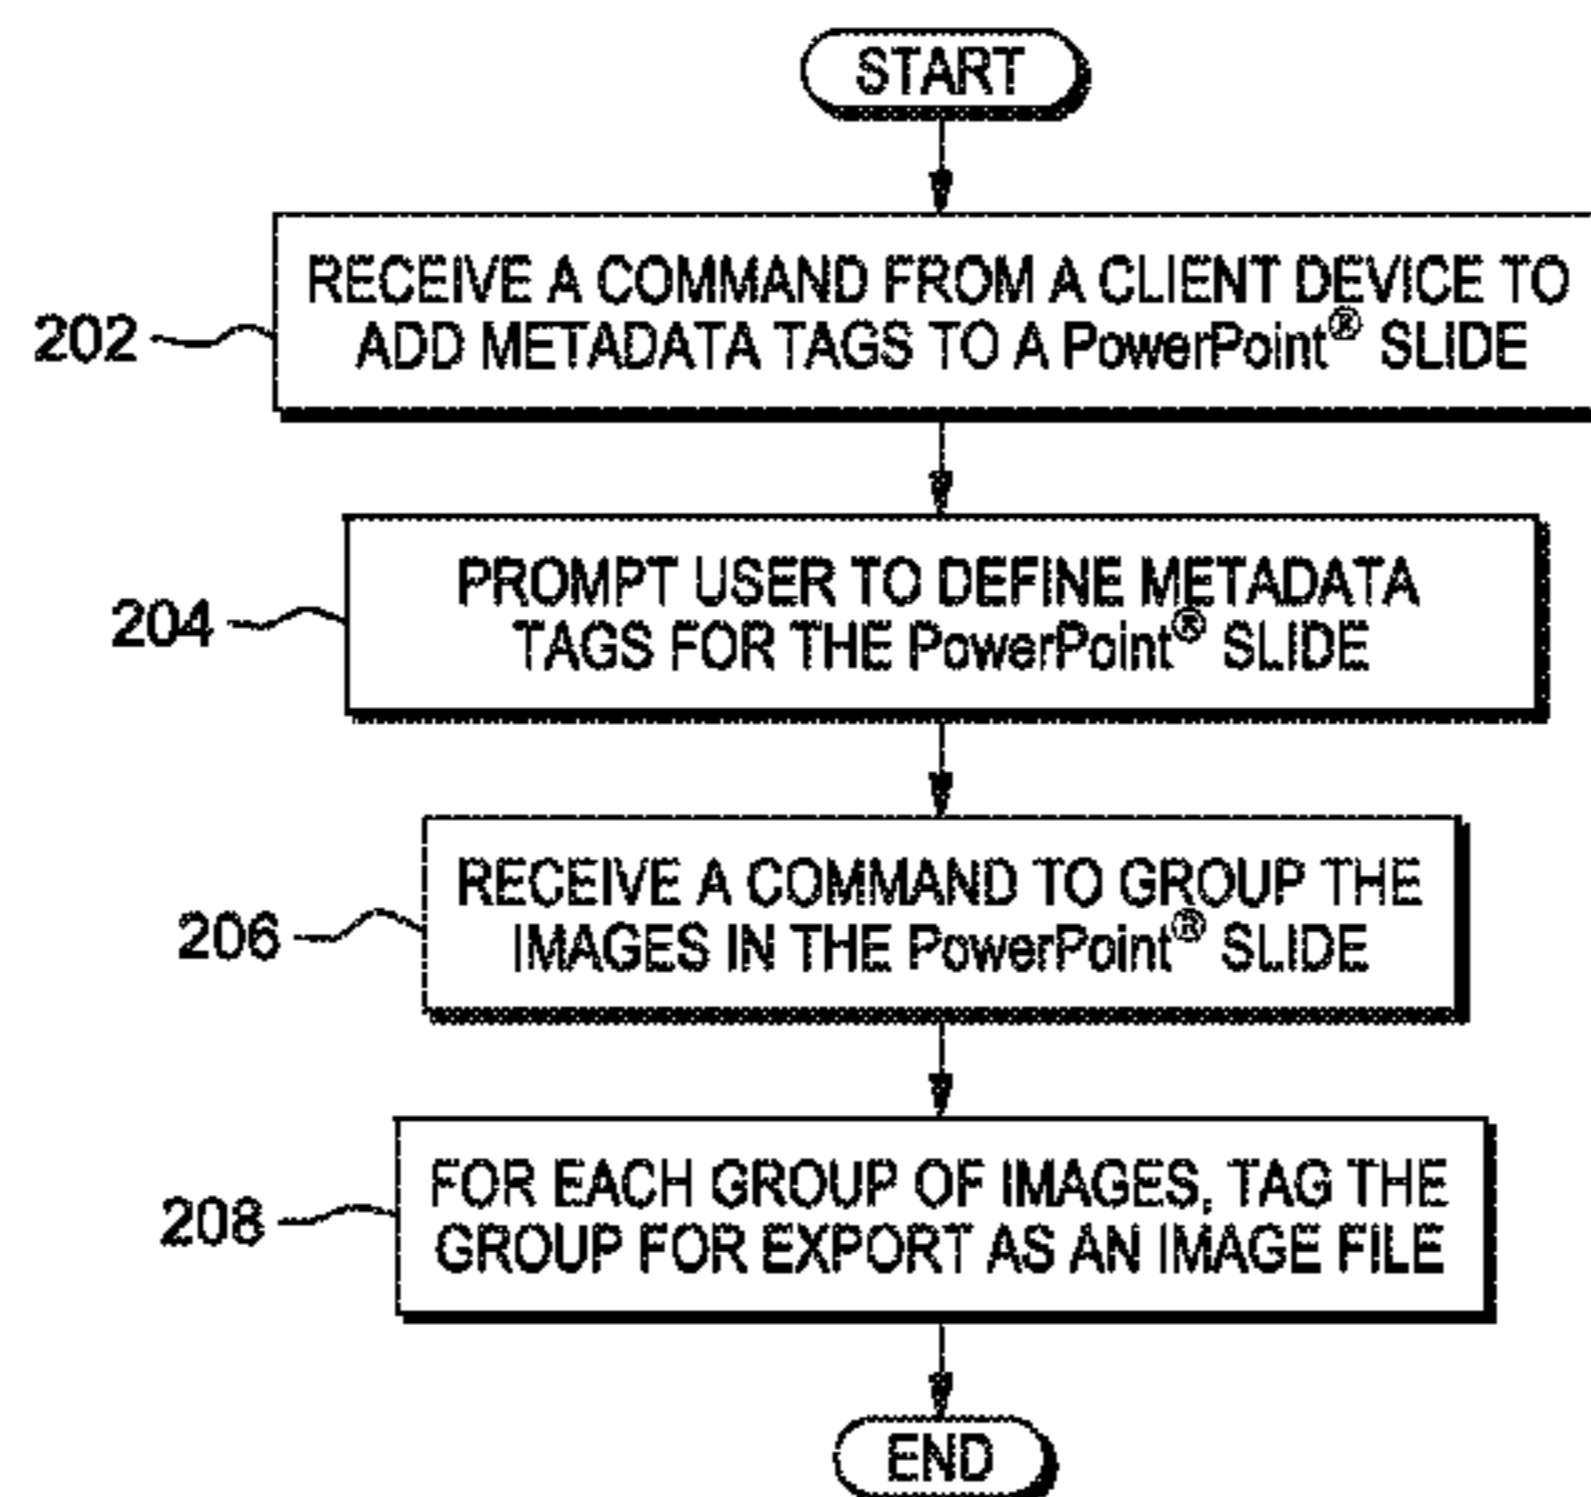 START
202
RECEIVE A COMMAND FROM A CLIENT DEVICE TO
ADD METADATA TAGS TO A PowerPoint® SLIDE
204
PROMPT USER TO DEFINE METADATA
TAGS FOR THE PowerPoint® SLIDE
206
RECEIVE A COMMAND TO GROUP THE
IMAGES IN THE PowerPoint® SLIDE
208
FOR EACH GROUP OF IMAGES, TAG THE
GROUP FOR EXPORT AS AN IMAGE FILE
END